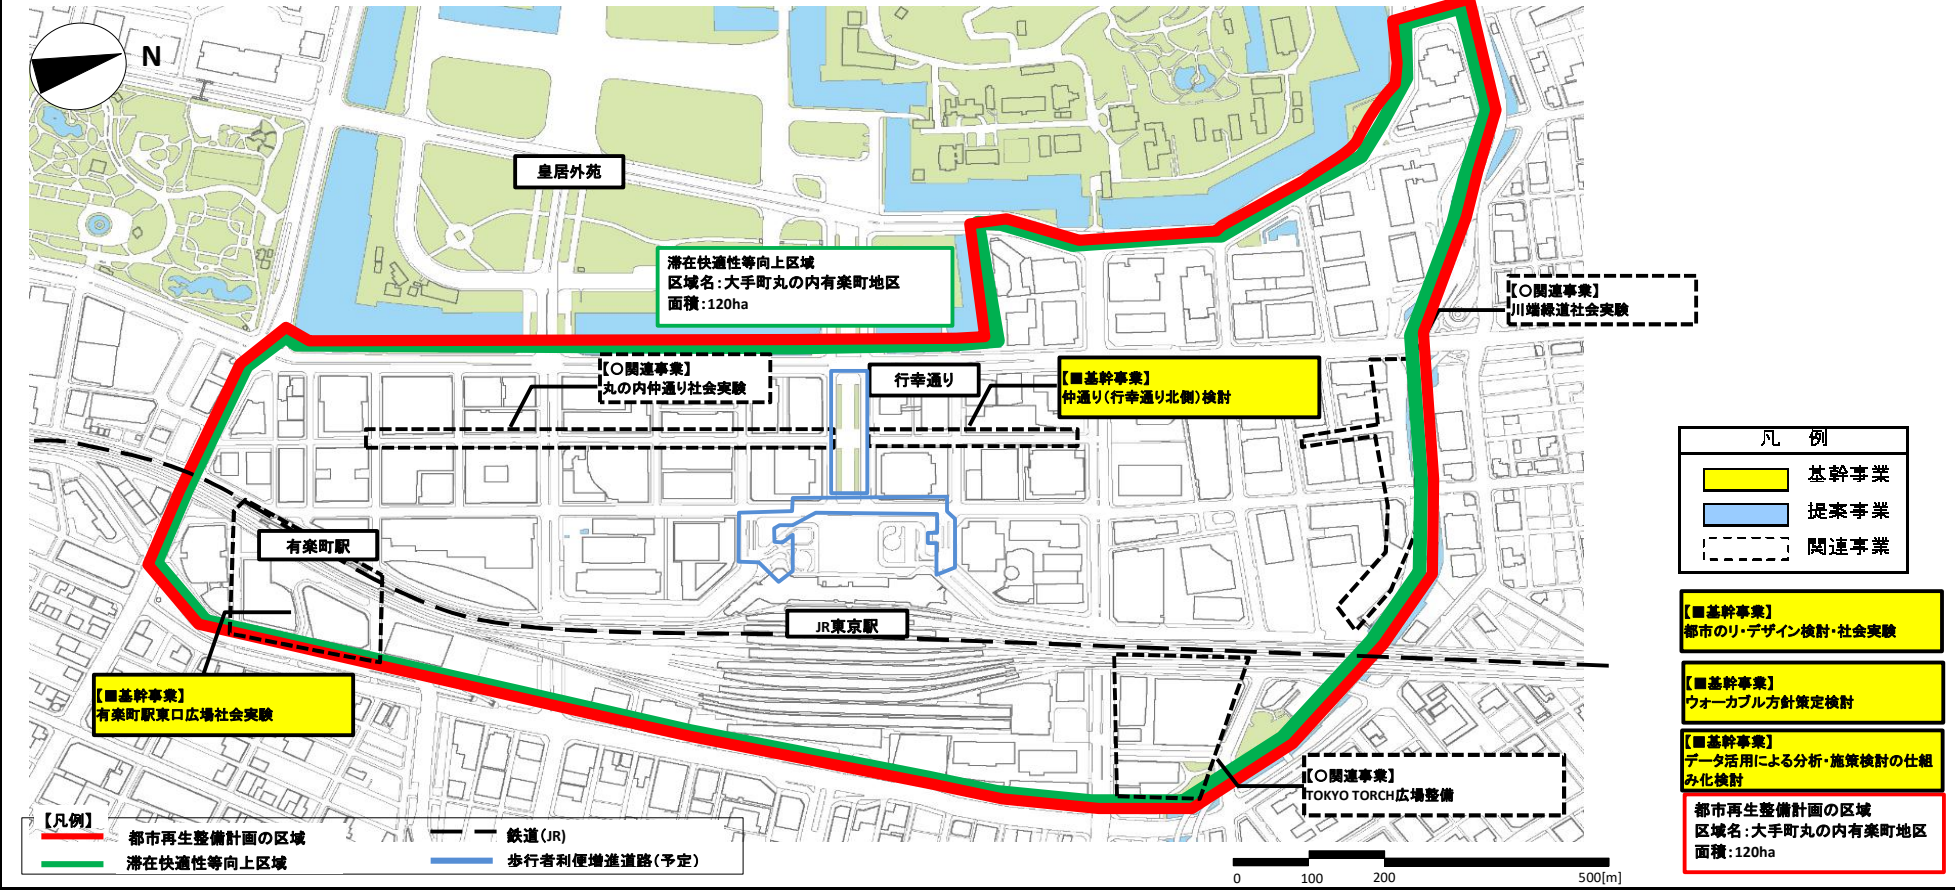 N
皇居外苑
滞在快適性等向上区域
区域名:大手町丸の内有楽町地区
面積:120ha
【〇関連事業】
川端緑道社会実験
【〇関連事業】
丸の内仲通り社会実験
行幸通り
【■基幹事業】
仲通り(行幸通り北側)検討
凡 例
基幹事業
提案事業
関連事業
有楽町駅
JR東京駅
【■基幹事業】
都市のリ・デザイン検討・社会実験
【■基幹事業】
ウォーカブル方針策定検討
【■基幹事業】
有楽町駅東口広場社会実験
【■基幹事業】
データ活用による分析・施策検討の仕組
み化検討
【〇関連事業】
TOKYO TORCH広場整備
都市再生整備計画の区域
区域名:大手町丸の内有楽町地区
面積:120ha
【凡例】
都市再生整備計画の区域
鉄道(JR)
滞在快適性等向上区域
歩行者利便増進道路(予定)
0 100 200 500[m]